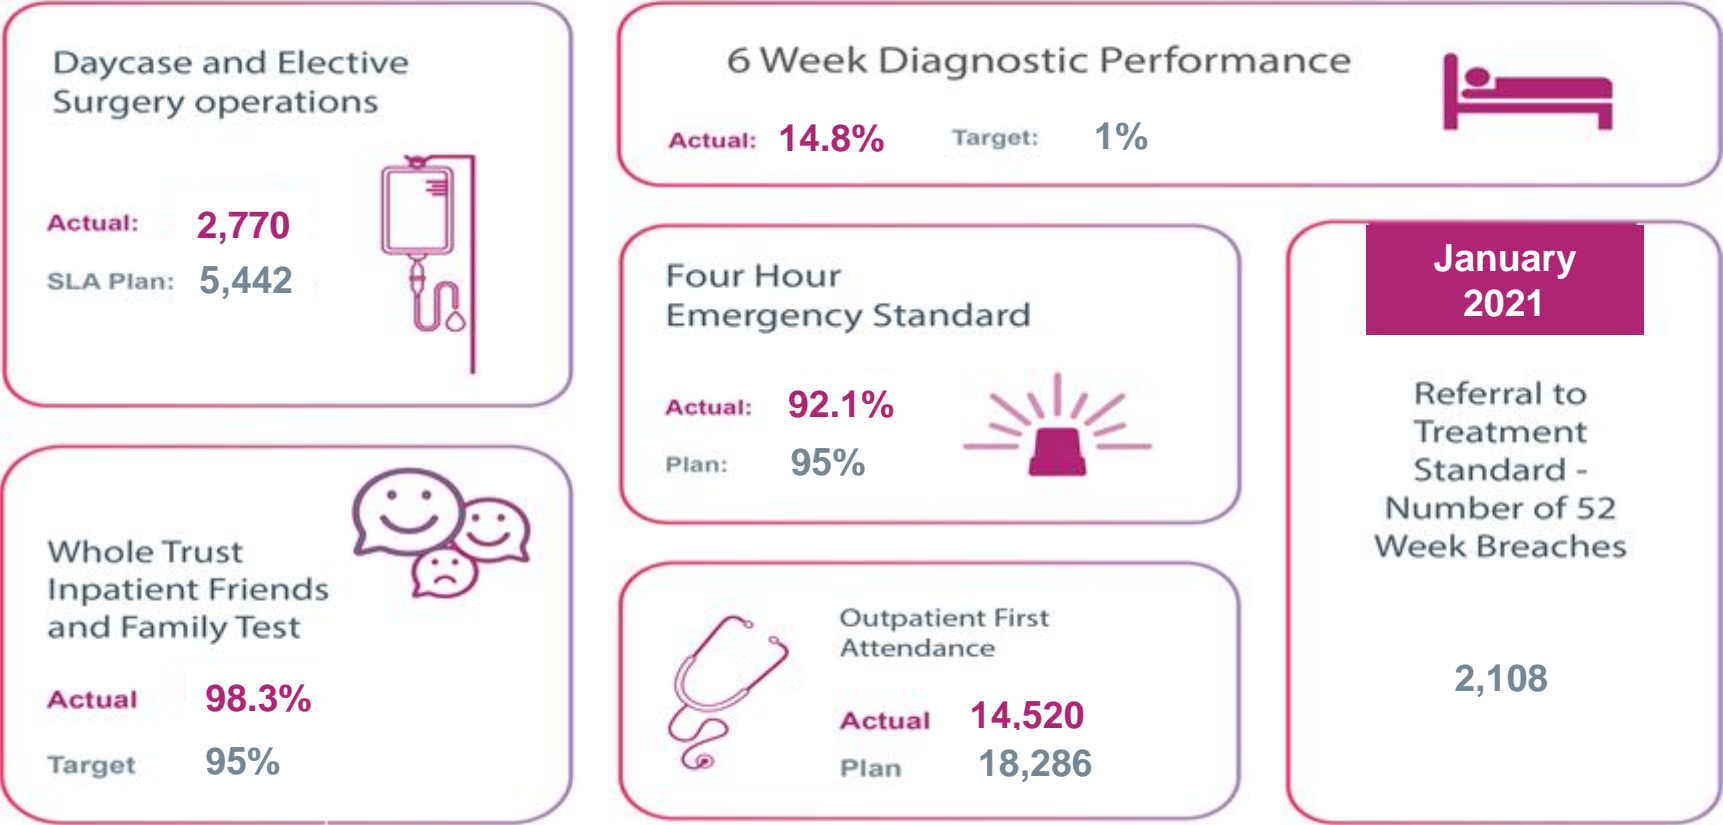 Daycase and Elective
Surgery operations
Actual: 2,770
SLA Plan: 5,442
6 Week Diagnostic Performance
Actual: 14.8% Target: 1%
Four Hour
Emergency Standard
Actual: 92.1%
Plan: 95%
January
2021
Referral to
Treatment
Standard -
Number of 52
Week Breaches
2,108
Whole Trust
Inpatient Friends
and Family Test
Actual 98.3%
Target 95%
Outpatient First
Attendance
Actual 14,520
Plan 18,286